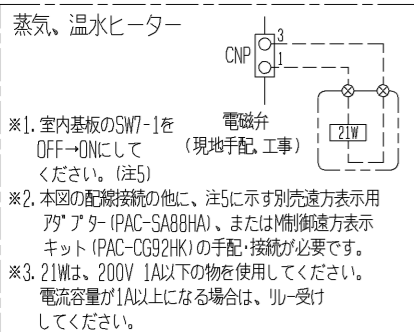 蒸気、温水ヒーター
CNP
3
1
電磁弁
(現地手配、工事)
21W
※1. 室内基板のSW7-1を
OFF→ONにして
ください。(注5)
※2. 本図の配線接続の他に、注5に示す別売遠方表示用
アダプター(PAC-SA88HA)、またはM制御遠方表示
キット(PAC-CG92HK)の手配・接続が必要です。
※3. 21Wは、200V 1A以下の物を使用してください。
電流容量が1A以上になる場合は、リレー受け
してください。